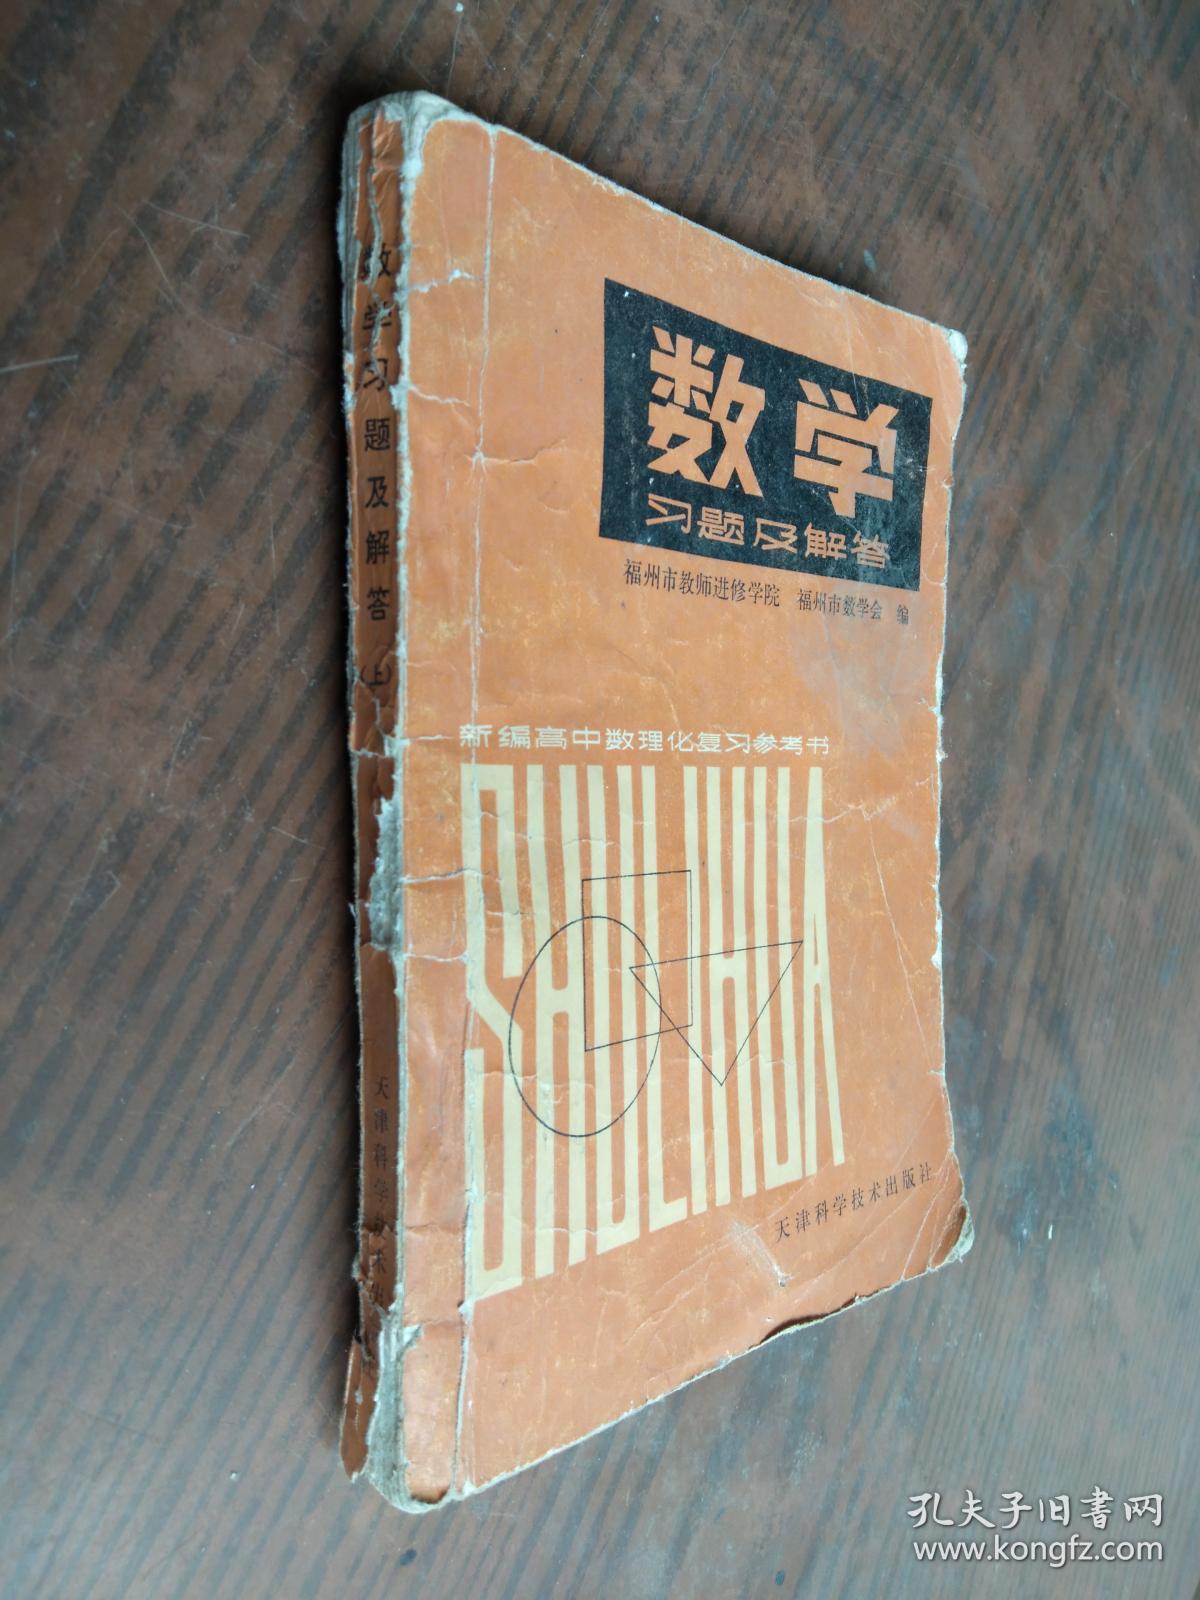 数学
习题及解答
福州市教师进修学院 福州市数学会 编
新编高中数理化复习参考书
SHULIHUA
天津科学技术出版社
数学习题及解答(上)
天津科学技术出
孔夫子旧书网
www.kongfz.com